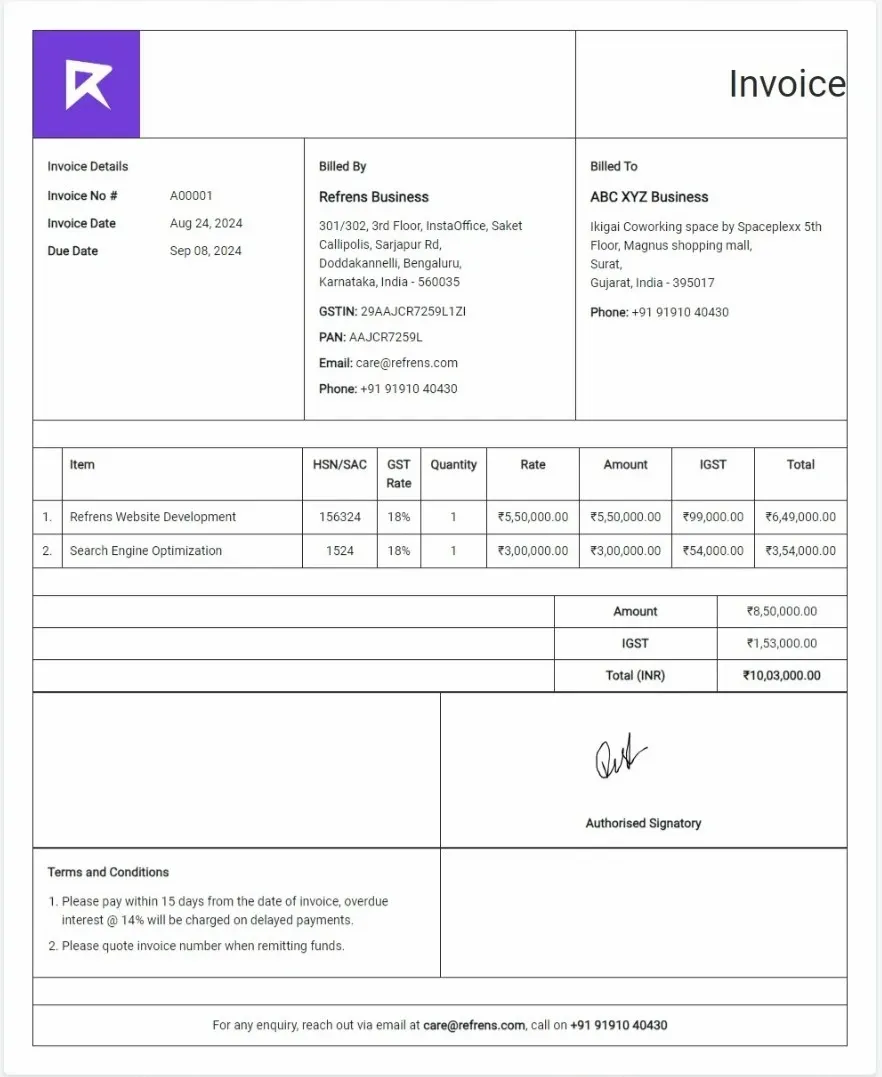 Invoice
Invoice Details
Invoice No # A00001
Invoice Date Aug 24, 2024
Due Date Sep 08, 2024
Billed By
Refrens Business
301/302, 3rd Floor, InstaOffice, Saket
Callipolis, Sarjapur Rd,
Doddakannelli, Bengaluru,
Karnataka, India - 560035
GSTIN: 29AAJCR7259L1ZI
PAN: AAJCR7259L
Email: care@refrens.com
Phone: +91 91910 40430
Billed To
ABC XYZ Business
Ikigai Coworking space by Spaceplexx 5th
Floor, Magnus shopping mall,
Surat,
Gujarat, India - 395017
Phone: +91 91910 40430
Item HSN/SAC GST Rate Quantity Rate Amount IGST Total
1. Refrens Website Development 156324 18% 1 ₹5,50,000.00 ₹5,50,000.00 ₹99,000.00 ₹6,49,000.00
2. Search Engine Optimization 1524 18% 1 ₹3,00,000.00 ₹3,00,000.00 ₹54,000.00 ₹3,54,000.00
Amount ₹8,50,000.00
IGST ₹1,53,000.00
Total (INR) ₹10,03,000.00
Authorised Signatory
Terms and Conditions
1. Please pay within 15 days from the date of invoice, overdue
interest @ 14% will be charged on delayed payments.
2. Please quote invoice number when remitting funds.
For any enquiry, reach out via email at care@refrens.com, call on +91 91910 40430